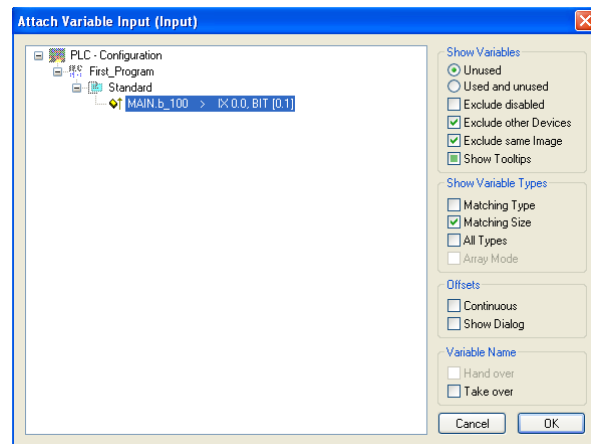 Attach Variable Input (Input)
PLC - Configuration
First_Program
Standard
MAIN.b_100 > IX 0.0, BIT [0.1]
Show Variables
Unused
Used and unused
Exclude disabled
Exclude other Devices
Exclude same Image
Show Tooltips
Show Variable Types
Matching Type
Matching Size
All Types
Array Mode
Offsets
Continuous
Show Dialog
Variable Name
Hand over
Take over
Cancel
OK